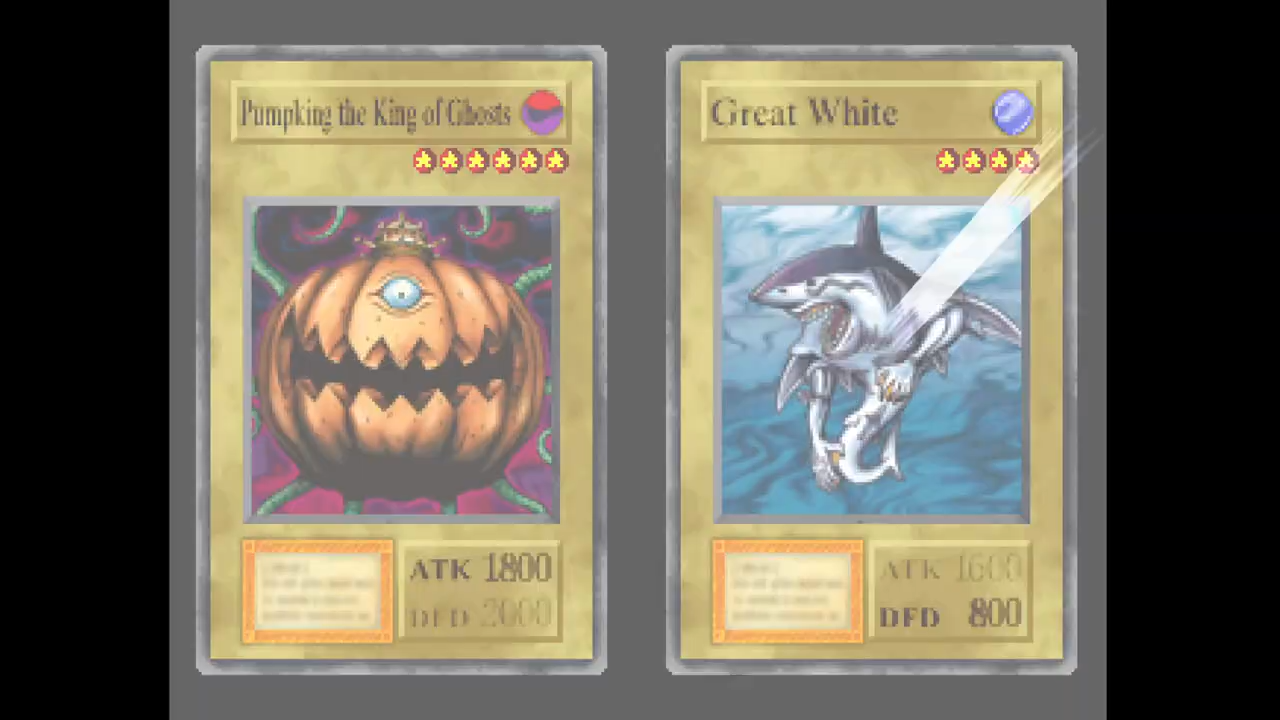 Pumpking the King of Ghosts
ATK 1800
DFD 2000
Great White
ATK 1600
DFD 800